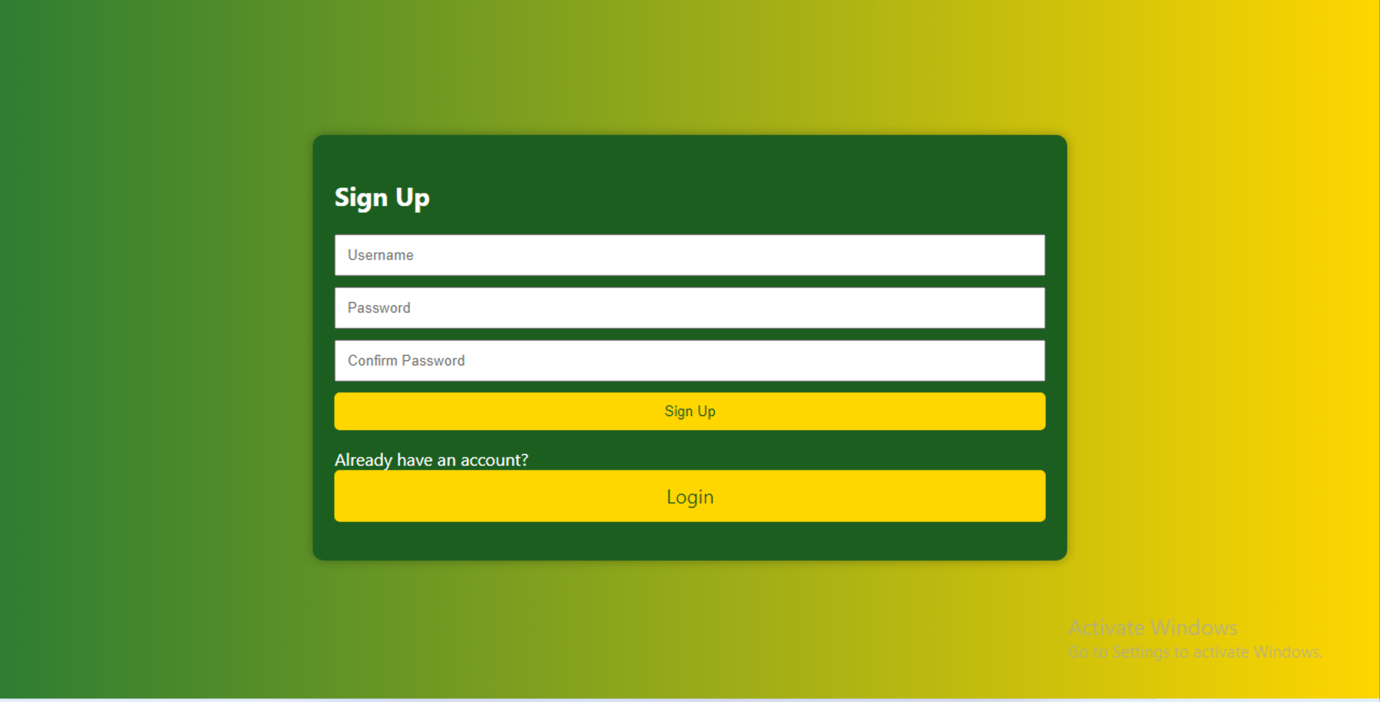 Sign Up
Username
Password
Confirm Password
Sign Up
Already have an account?
Login
Activate Windows
Go to Settings to activate Windows.